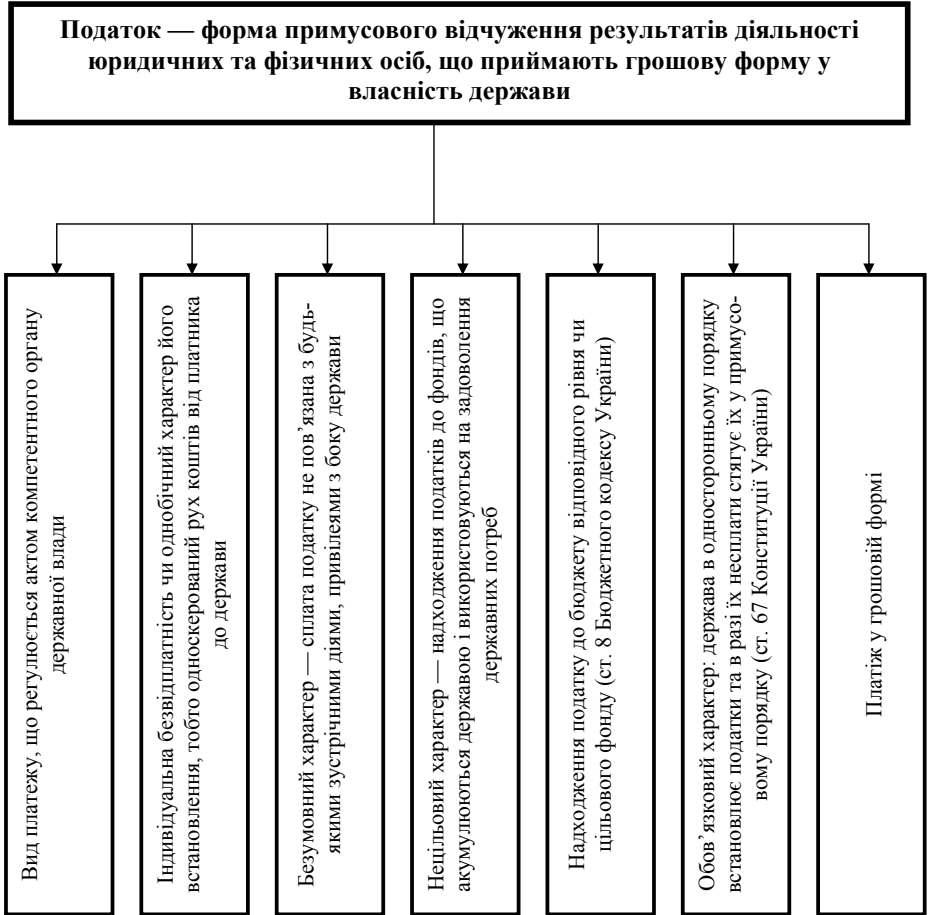 Податок — форма примусового відчуження результатів діяльності
юридичних та фізичних осіб, що приймають грошову форму у
власність держави
Вид платежу, що регулюється актом компетентного органу
державної влади
Індивідуальна безвідплатність чи однобічний характер його
встановлення, тобто односкерований рух коштів від платника
до держави
Безумовний характер — сплата податку не пов’язана з будь-
якими зустрічними діями, привілеями з боку держави
Нецільовий характер — надходження податків до фондів, що
акумулюються державою і використовуються на задоволення
державних потреб
Надходження податку до бюджету відповідного рівня чи
цільового фонду (ст. 8 Бюджетного кодексу України)
Обов’язковий характер: держава в односторонньому порядку
встановлює податки та в разі їх несплати стягує їх у примусо-
вому порядку (ст. 67 Конституції України)
Платіж у грошовій формі